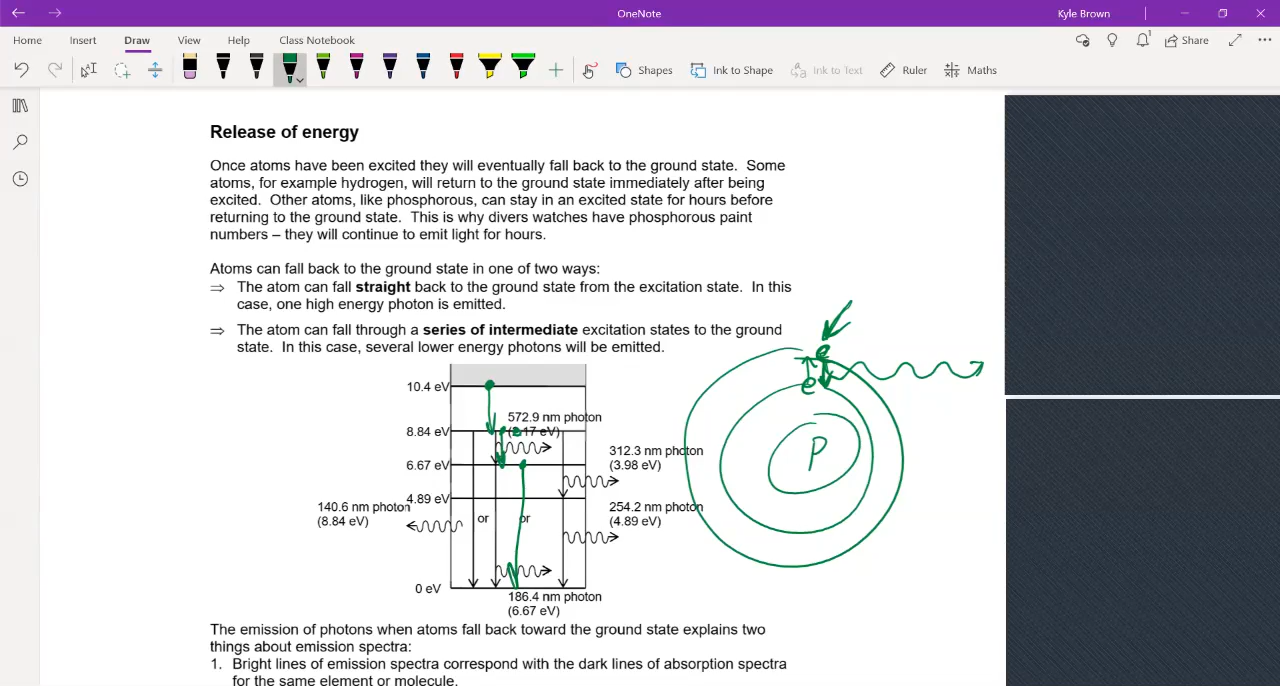 OneNote
Kyle Brown
Home Insert Draw View Help Class Notebook
Share
Shapes Ink to Shape Ink to Text Ruler Maths
Release of energy
Once atoms have been excited they will eventually fall back to the ground state. Some
atoms, for example hydrogen, will return to the ground state immediately after being
excited. Other atoms, like phosphorous, can stay in an excited state for hours before
returning to the ground state. This is why divers watches have phosphorous paint
numbers – they will continue to emit light for hours.
Atoms can fall back to the ground state in one of two ways:
⇒ The atom can fall straight back to the ground state from the excitation state. In this
case, one high energy photon is emitted.
⇒ The atom can fall through a series of intermediate excitation states to the ground
state. In this case, several lower energy photons will be emitted.
e
e
P
10.4 eV
572.9 nm photon
(2.17 eV)
8.84 eV
312.3 nm photon
(3.98 eV)
6.67 eV
4.89 eV
140.6 nm photon
(8.84 eV)
or
or
254.2 nm photon
(4.89 eV)
0 eV
186.4 nm photon
(6.67 eV)
The emission of photons when atoms fall back toward the ground state explains two
things about emission spectra:
1. Bright lines of emission spectra correspond with the dark lines of absorption spectra
for the same element or molecule.